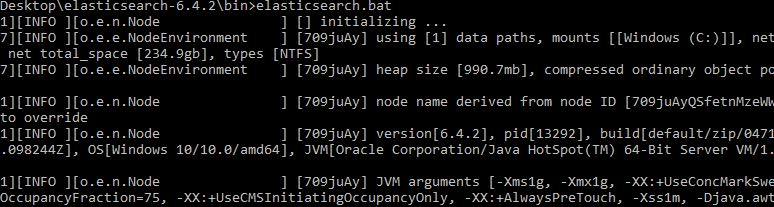 Desktop\elasticsearch-6.4.2\bin>elasticsearch.bat
1][INFO ][o.e.n.Node               ] [] initializing ...
7][INFO ][o.e.e.NodeEnvironment    ] [709juAy] using [1] data paths, mounts [[Windows (C:)]], net
 net total_space [234.9gb], types [NTFS]
7][INFO ][o.e.e.NodeEnvironment    ] [709juAy] heap size [990.7mb], compressed ordinary object po
1][INFO ][o.e.n.Node               ] [709juAy] node name derived from node ID [709juAyQSfetnMzeWW
to override
1][INFO ][o.e.n.Node               ] [709juAy] version[6.4.2], pid[13292], build[default/zip/0471
.098244Z], OS[Windows 10/10.0/amd64], JVM[Oracle Corporation/Java HotSpot(TM) 64-Bit Server VM/1.
1][INFO ][o.e.n.Node               ] [709juAy] JVM arguments [-Xms1g, -Xmx1g, -XX:+UseConcMarkSwe
OccupancyFraction=75, -XX:+UseCMSInitiatingOccupancyOnly, -XX:+AlwaysPreTouch, -Xss1m, -Djava.awt